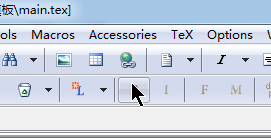 板\main.tex]
ols Macros Accessories TeX Options
I
L
I F M